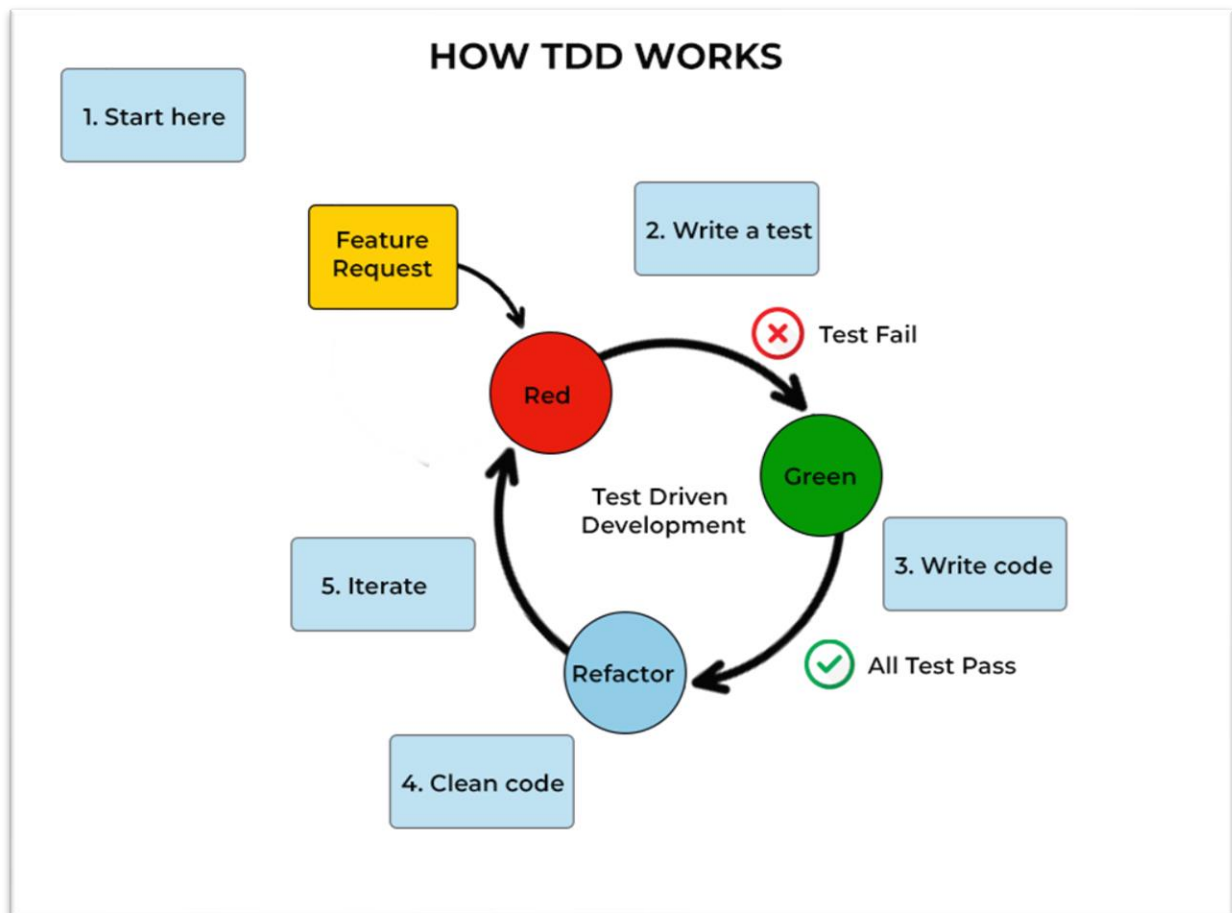 HOW TDD WORKS
1. Start here
2. Write a test
Feature
Request
Test Fail
Red
Green
Test Driven
Development
3. Write code
5. Iterate
All Test Pass
Refactor
4. Clean code